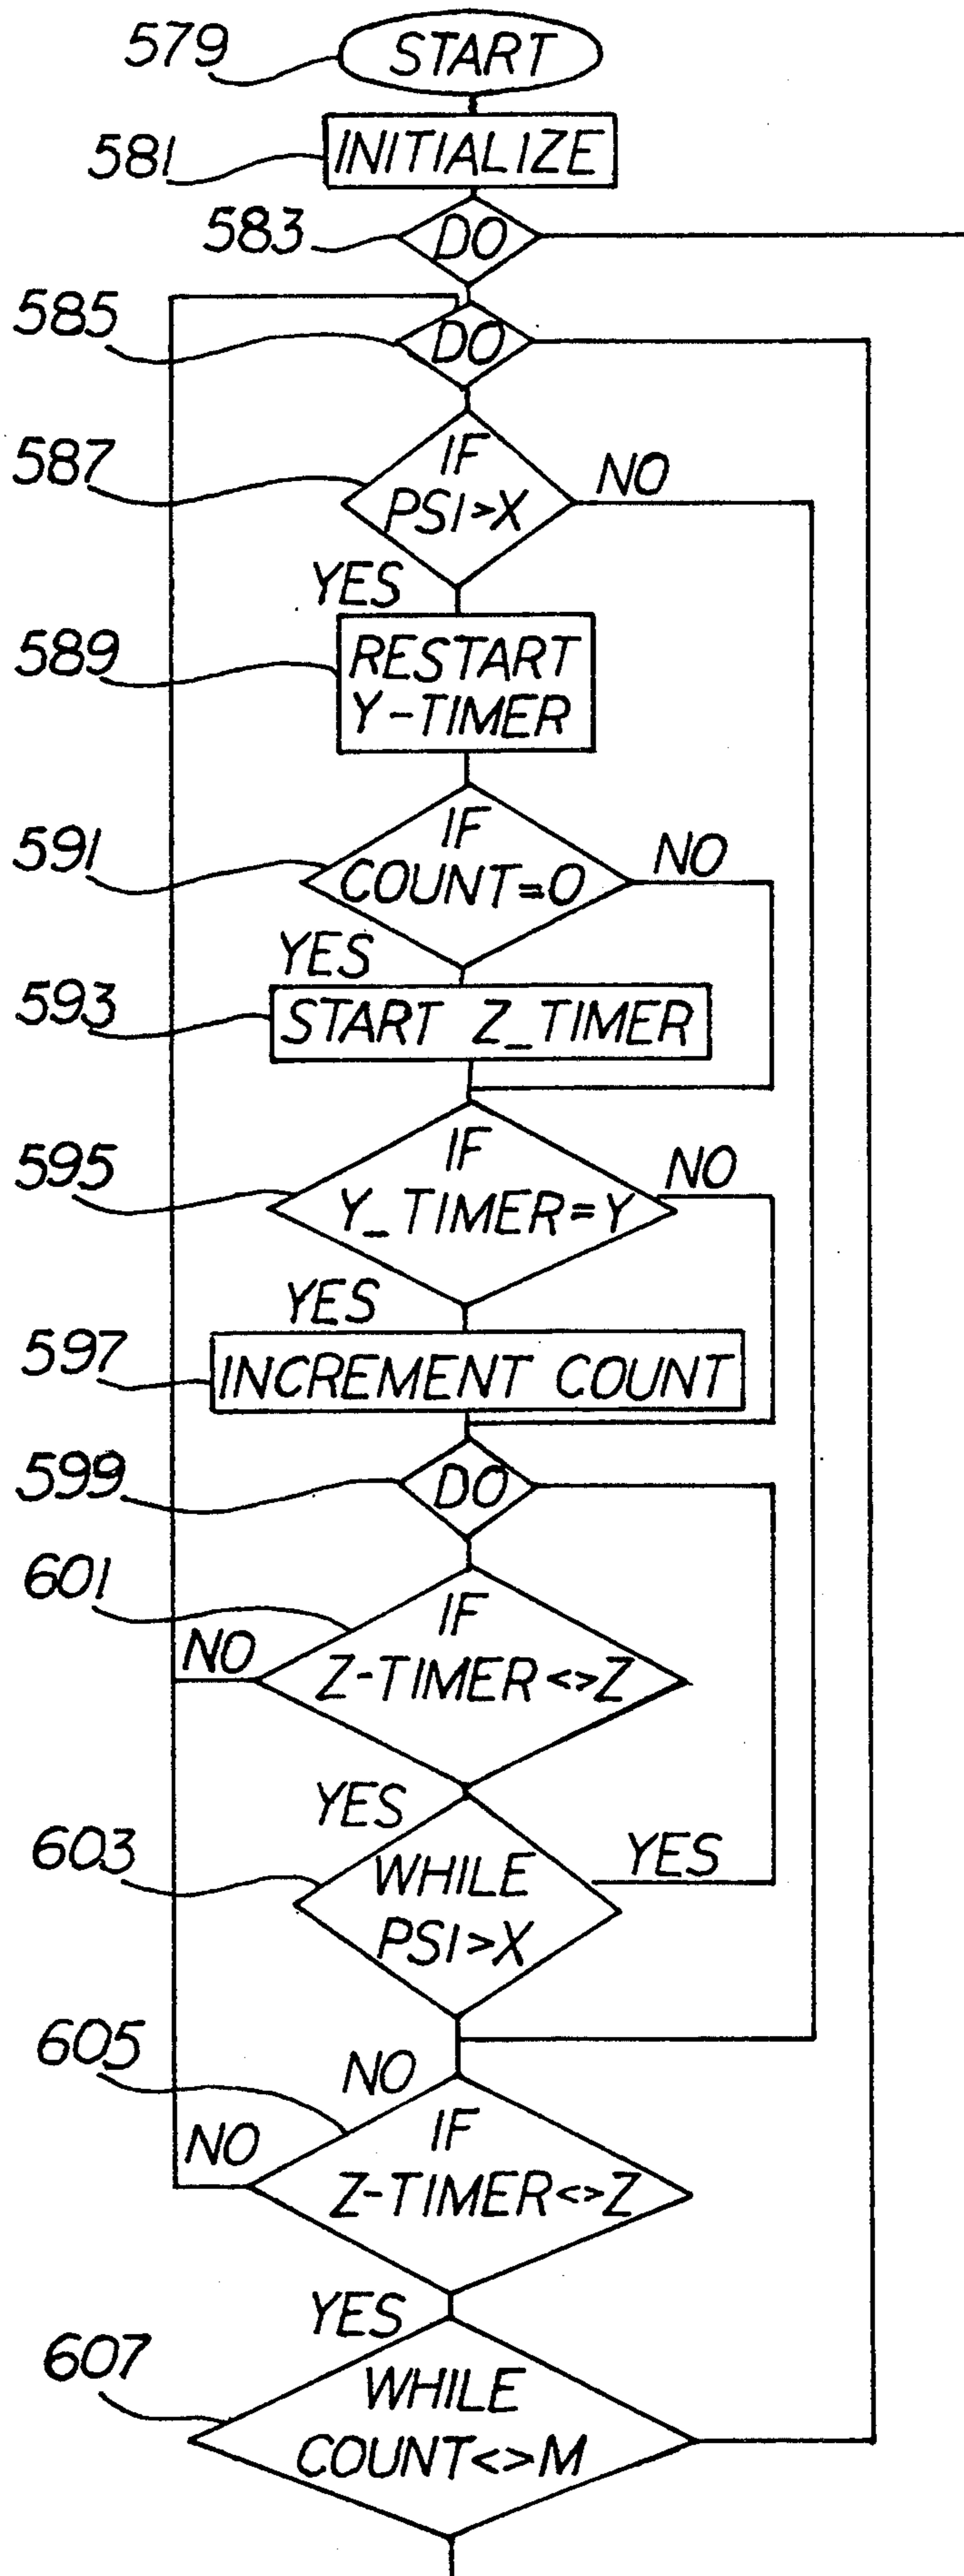 579
START
581
INITIALIZE
583
DO
585
DO
587
IF
PSI>X
NO
YES
589
RESTART
Y-TIMER
591
IF
COUNT=0
NO
YES
593
START Z_TIMER
595
IF
Y_TIMER=Y
NO
YES
597
INCREMENT COUNT
599
DO
601
IF
Z-TIMER<>Z
NO
YES
603
WHILE
PSI>X
YES
605
NO
IF
Z-TIMER<>Z
NO
YES
607
WHILE
COUNT<>M